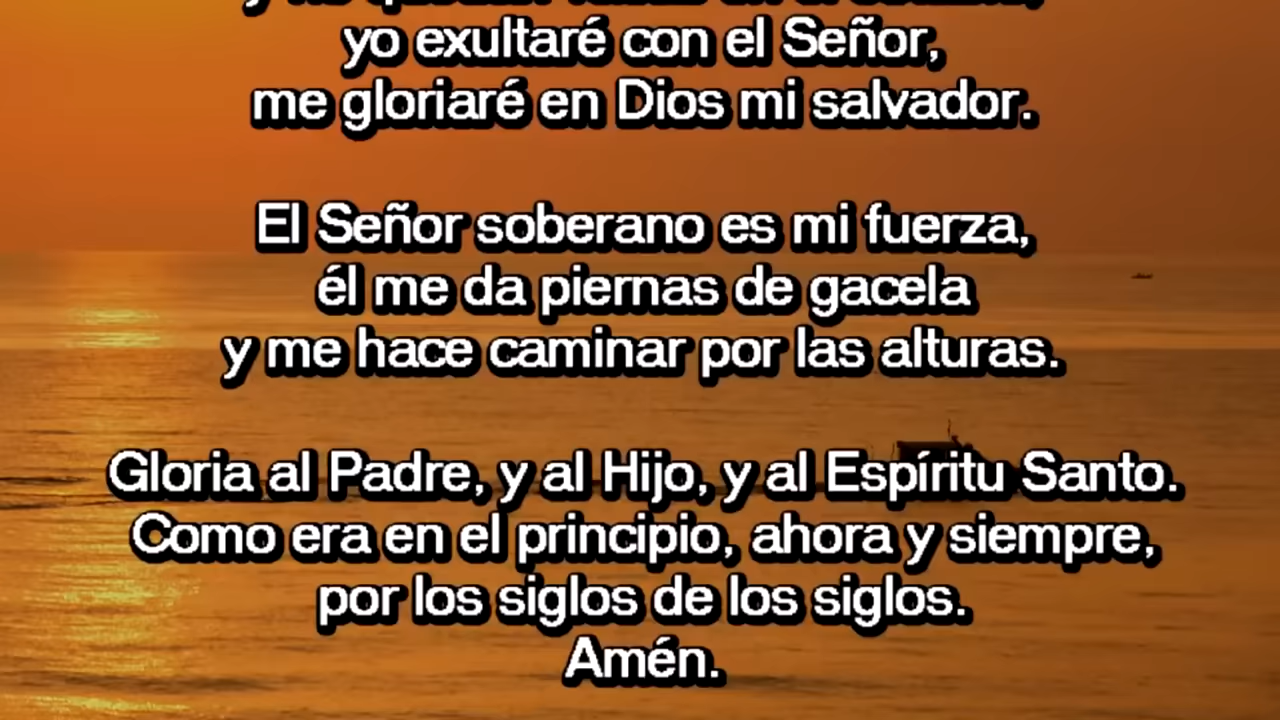 yo exultaré con el Señor,
me gloriaré en Dios mi salvador.
El Señor soberano es mi fuerza,
él me da piernas de gacela
y me hace caminar por las alturas.
Gloria al Padre, y al Hijo, y al Espíritu Santo.
Como era en el principio, ahora y siempre,
por los siglos de los siglos.
Amén.